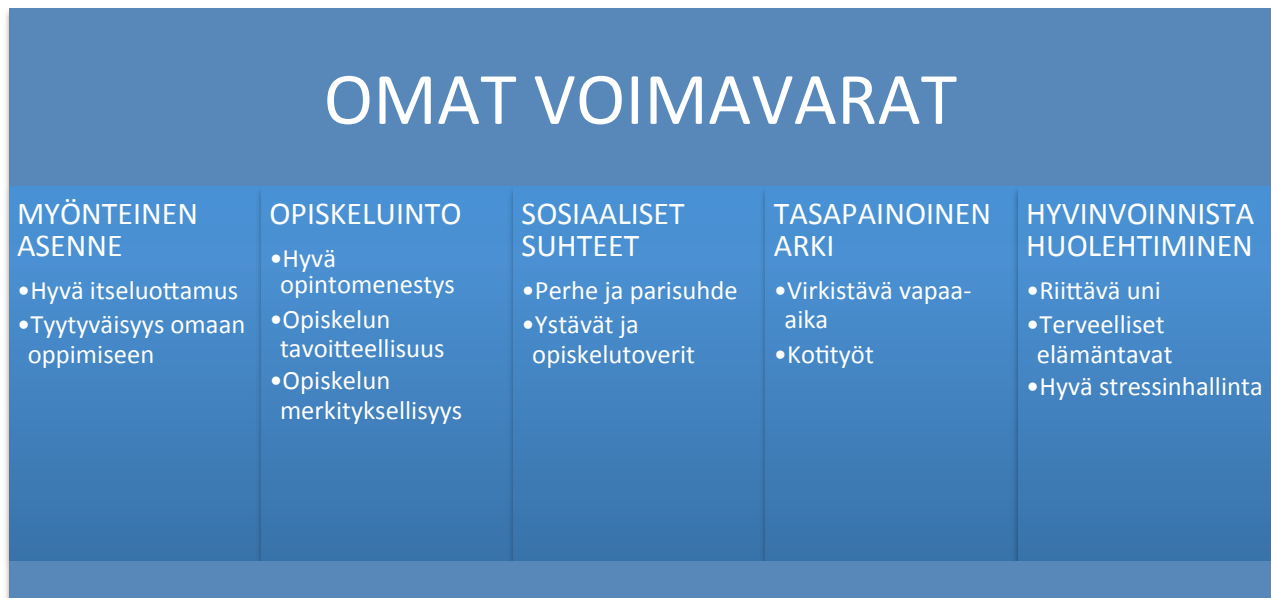 OMAT VOIMAVARAT
MYÖNTEINEN
ASENNE
•Hyvä itseluottamus
•Tyytyväisyys omaan
oppimiseen
OPISKELUINTO
•Hyvä
opintomenestys
•Opiskelun
tavoitteellisuus
•Opiskelun
merkityksellisyys
SOSIAALISET
SUHTEET
•Perhe ja parisuhde
•Ystävät ja
opiskelutoverit
TASAPAINOINEN
ARKI
•Virkistävä vapaa-
aika
•Kotityöt
HYVINVOINNISTA
HUOLEHTIMINEN
•Riittävä uni
•Terveelliset
elämäntavat
•Hyvä stressinhallinta